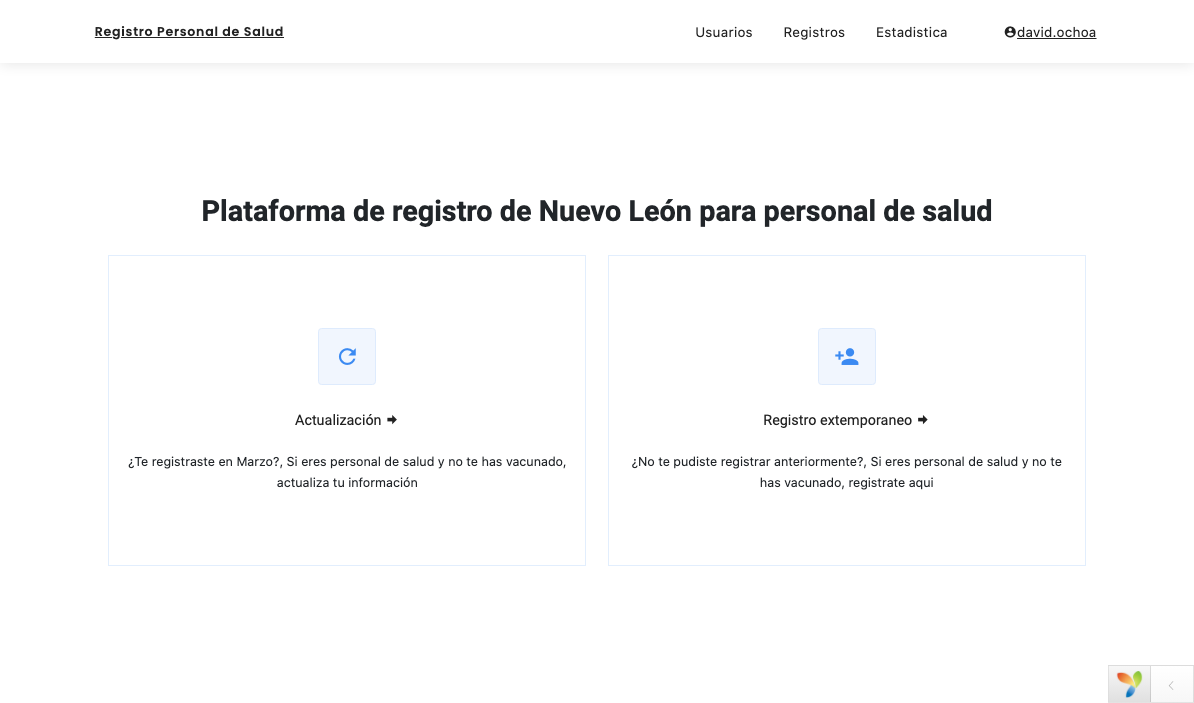 Registro Personal de Salud
Usuarios
Registros
Estadistica
david.ochoa
Plataforma de registro de Nuevo León para personal de salud
Actualización
¿Te registraste en Marzo?, Si eres personal de salud y no te has vacunado,
actualiza tu información
Registro extemporaneo
¿No te pudiste registrar anteriormente?, Si eres personal de salud y no te
has vacunado, registrate aqui